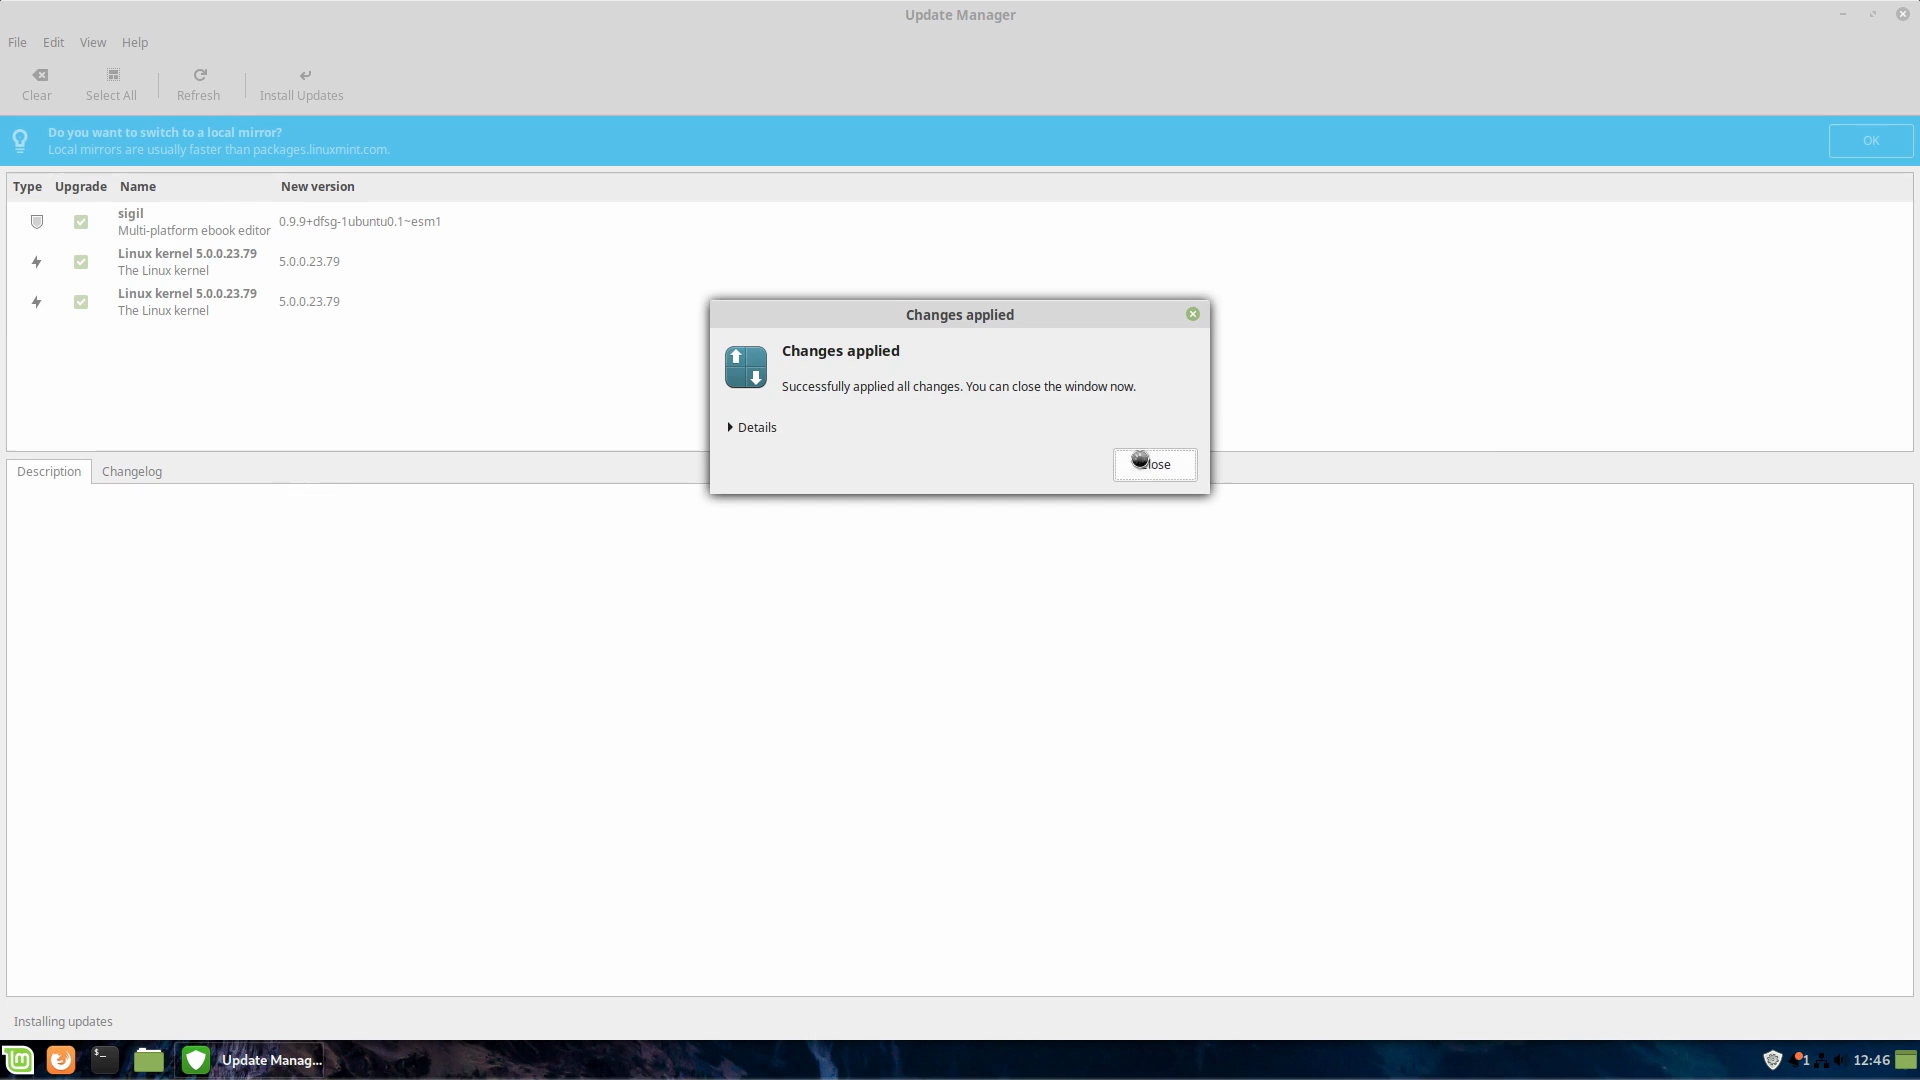 Update Manager
File Edit View Help
Clear Select All Refresh Install Updates
Do you want to switch to a local mirror?
Local mirrors are usually faster than packages.linuxmint.com.
OK
Type Upgrade Name New version
sigil
Multi-platform ebook editor
0.9.9+dfsg-1ubuntu0.1~esm1
Linux kernel 5.0.0.23.79
The Linux kernel
5.0.0.23.79
Linux kernel 5.0.0.23.79
The Linux kernel
5.0.0.23.79
Changes applied
Changes applied
Successfully applied all changes. You can close the window now.
Details
Description Changelog
Installing updates
Update Manag...
1 12:46